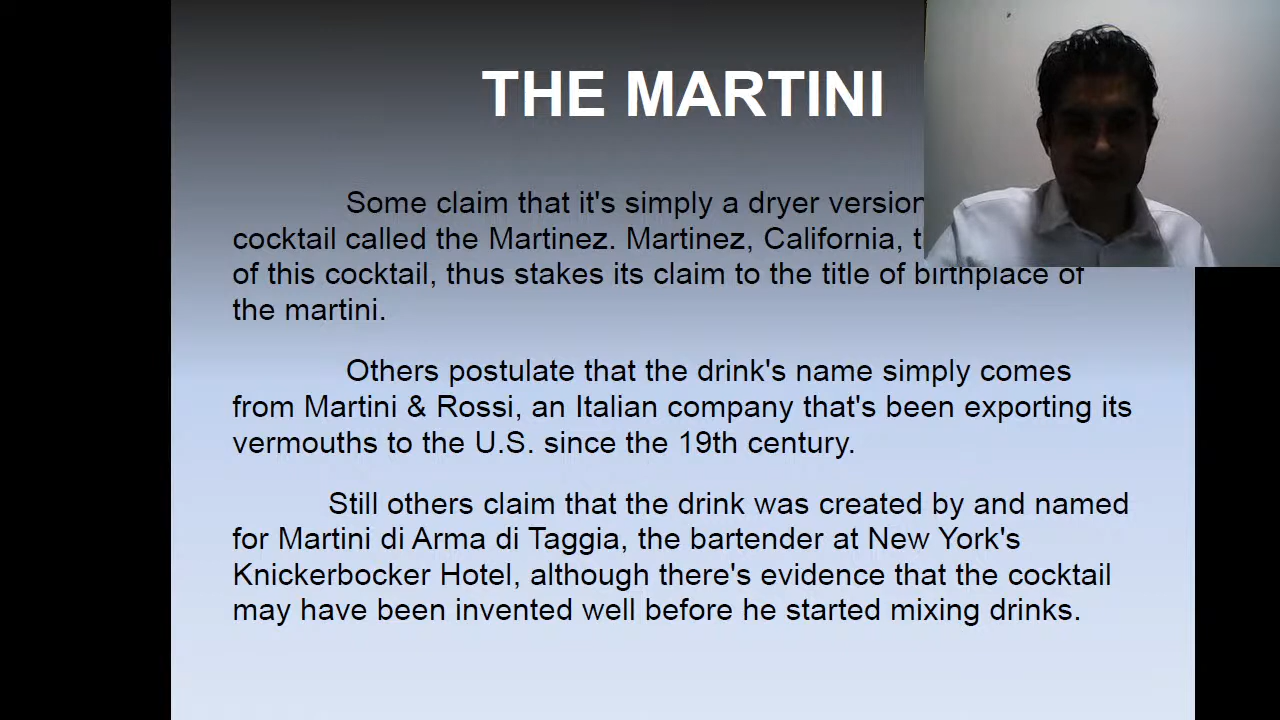 THE MARTINI
Some claim that it's simply a dryer version
cocktail called the Martinez. Martinez, California,
of this cocktail, thus stakes its claim to the title of birthplace of
the martini.
Others postulate that the drink's name simply comes
from Martini & Rossi, an Italian company that's been exporting its
vermouths to the U.S. since the 19th century.
Still others claim that the drink was created by and named
for Martini di Arma di Taggia, the bartender at New York's
Knickerbocker Hotel, although there's evidence that the cocktail
may have been invented well before he started mixing drinks.